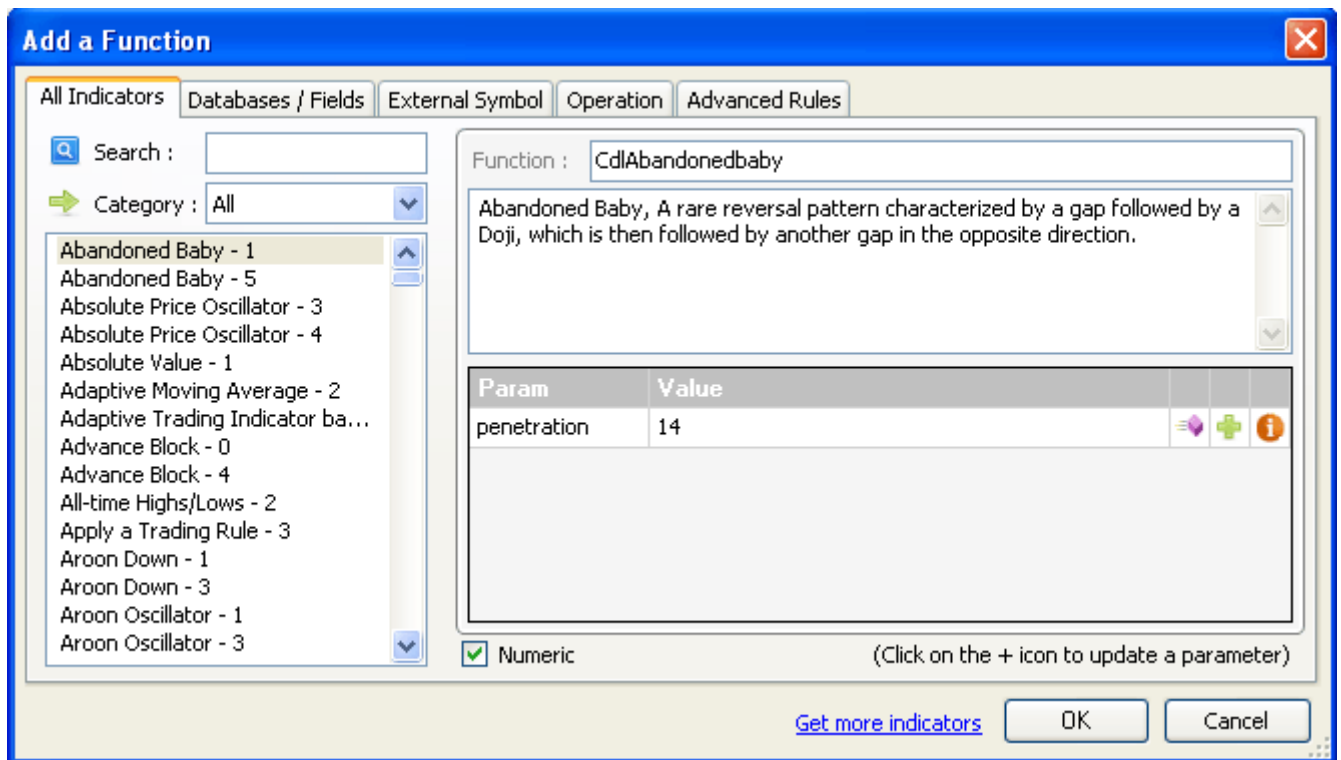 Add a Function
All Indicators
Databases / Fields
External Symbol
Operation
Advanced Rules
Search :
Category : All
Abandoned Baby - 1
Abandoned Baby - 5
Absolute Price Oscillator - 3
Absolute Price Oscillator - 4
Absolute Value - 1
Adaptive Moving Average - 2
Adaptive Trading Indicator ba...
Advance Block - 0
Advance Block - 4
All-time Highs/Lows - 2
Apply a Trading Rule - 3
Aroon Down - 1
Aroon Down - 3
Aroon Oscillator - 1
Aroon Oscillator - 3
Function : CdlAbandonedbaby
Abandoned Baby, A rare reversal pattern characterized by a gap followed by a
Doji, which is then followed by another gap in the opposite direction.
Param Value
penetration 14
Numeric
(Click on the + icon to update a parameter)
Get more indicators
OK
Cancel